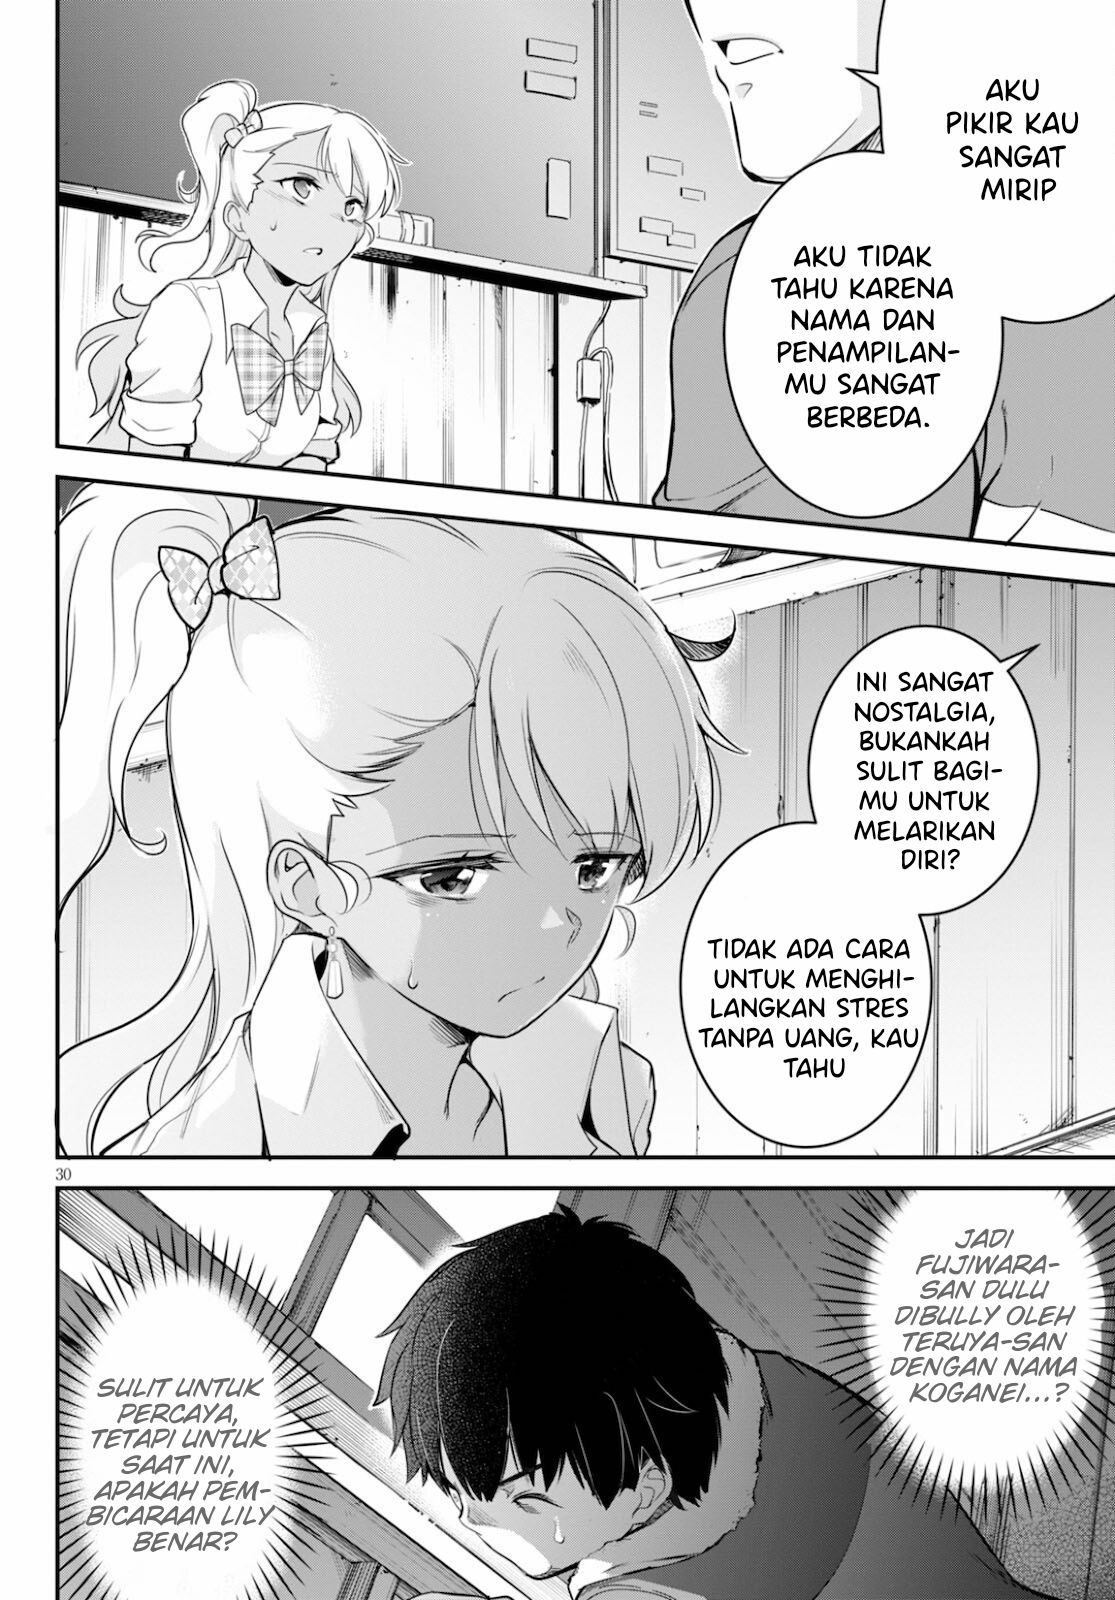 AKU
PIKIR KAU
SANGAT
MIRIP
AKU TIDAK
TAHU KARENA
NAMA DAN
PENAMPILAN-
MU SANGAT
BERBEDA.
INI SANGAT
NOSTALGIA,
BUKANKAH
SULIT BAGI-
MU UNTUK
MELARIKAN
DIRI?
TIDAK ADA CARA
UNTUK MENGHI-
LANGKAN STRES
TANPA UANG, KAU
TAHU
30
JADI
FUJIWARA-
SAN DULU
DIBULLY OLEH
TERUYA-SAN
DENGAN NAMA
KOGANEI...?
SULIT UNTUK
PERCAYA,
TETAPI UNTUK
SAAT INI,
APAKAH PEM-
BICARAAN LILY
BENAR?